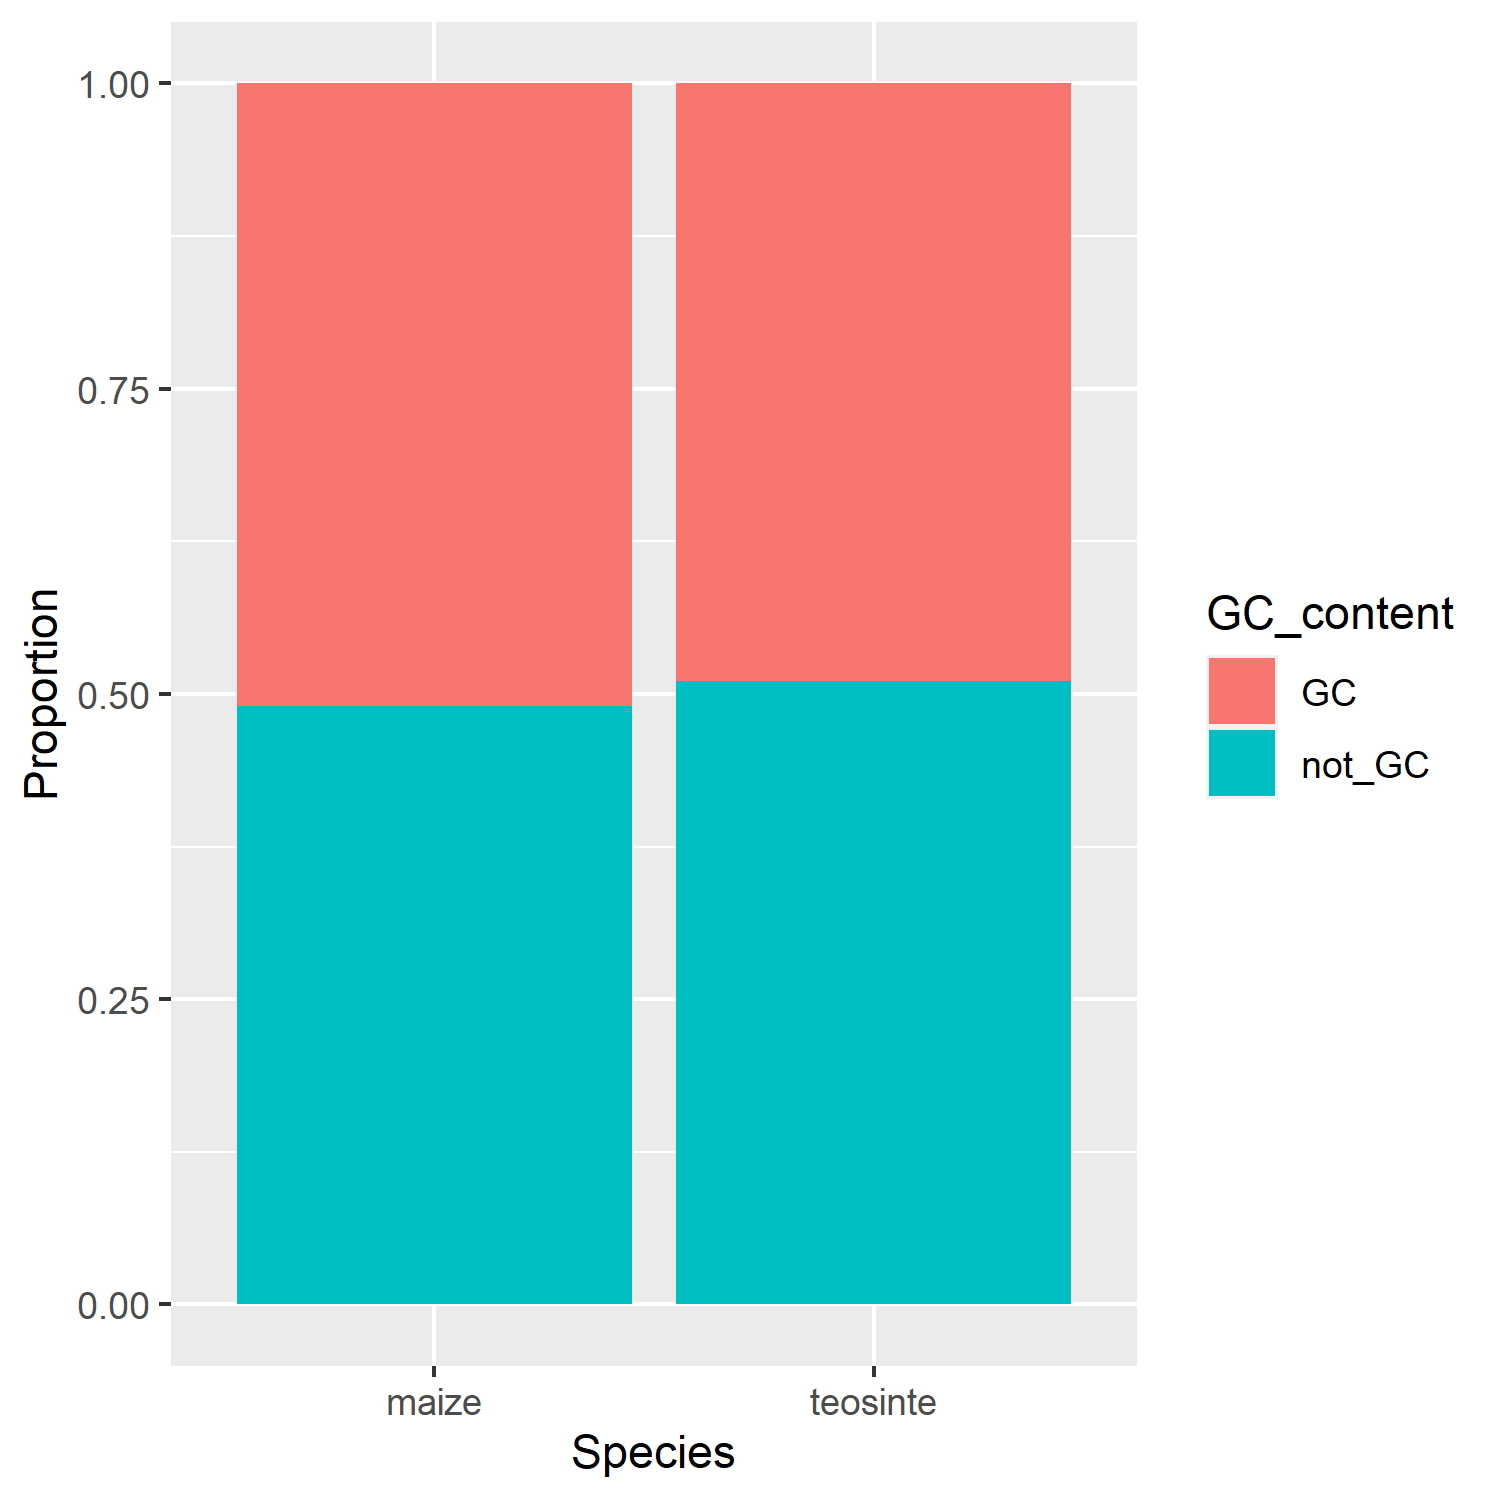 1.00
0.75
0.50
0.25
0.00
Proportion
maize
teosinte
Species
GC_content
GC
not_GC